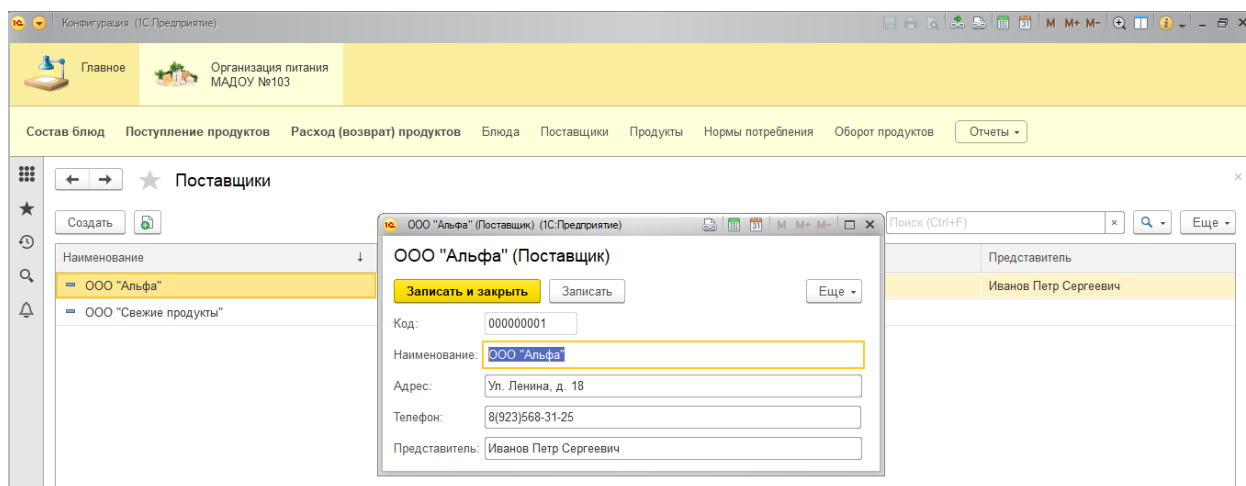 Конфигурация (1С:Предприятие)
M M+ M-
Главное
Организация питания
МАДОУ №103
Состав блюд Поступление продуктов Расход (возврат) продуктов Блюда Поставщики Продукты Нормы потребления Оборот продуктов Отчеты
Поставщики
Создать
Поиск (Ctrl+F)
Еще
Наименование
Представитель
ООО "Альфа"
Иванов Петр Сергеевич
ООО "Свежие продукты"
ООО "Альфа" (Поставщик) (1С:Предприятие)
M M+ M-
ООО "Альфа" (Поставщик)
Записать и закрыть Записать Еще
Код: 000000001
Наименование: ООО "Альфа"
Адрес: Ул. Ленина, д. 18
Телефон: 8(923)568-31-25
Представитель: Иванов Петр Сергеевич